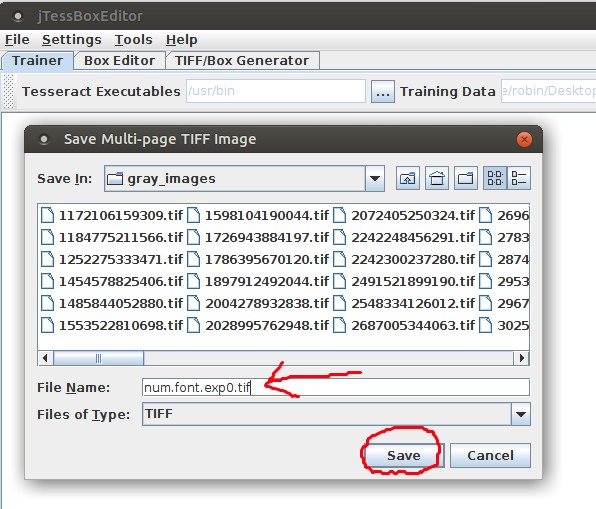 jTessBoxEditor
File Settings Tools Help
Trainer Box Editor TIFF/Box Generator
Tesseract Executables /usr/bin ... Training Data e/robin/Desktop
Save Multi-page TIFF Image
Save In: gray_images
1172106159309.tif 1598104190044.tif 2072405250324.tif 2696
1184775211566.tif 1726943884197.tif 2242248456291.tif 2783
1252275333471.tif 1786395670120.tif 2242300237280.tif 2874
1454578825406.tif 1897912492044.tif 2491521899190.tif 2953
1485844052880.tif 2004278932838.tif 2548334126012.tif 2967
1553522810698.tif 2028995762948.tif 2687005344063.tif 3025
File Name: num.font.exp0.tif
Files of Type: TIFF
Save Cancel